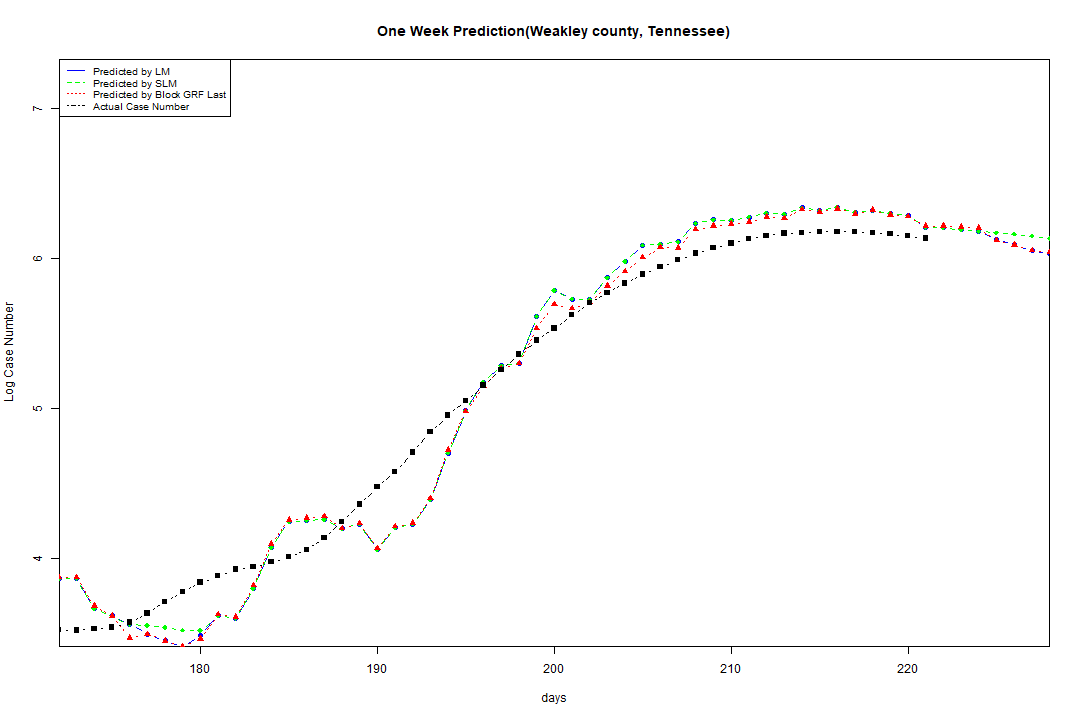 One Week Prediction(Weakley county, Tennessee)
Predicted by LM
Predicted by SLM
Predicted by Block GRF Last
Actual Case Number
7
6
5
4
Log Case Number
180 190 200 210 220
days